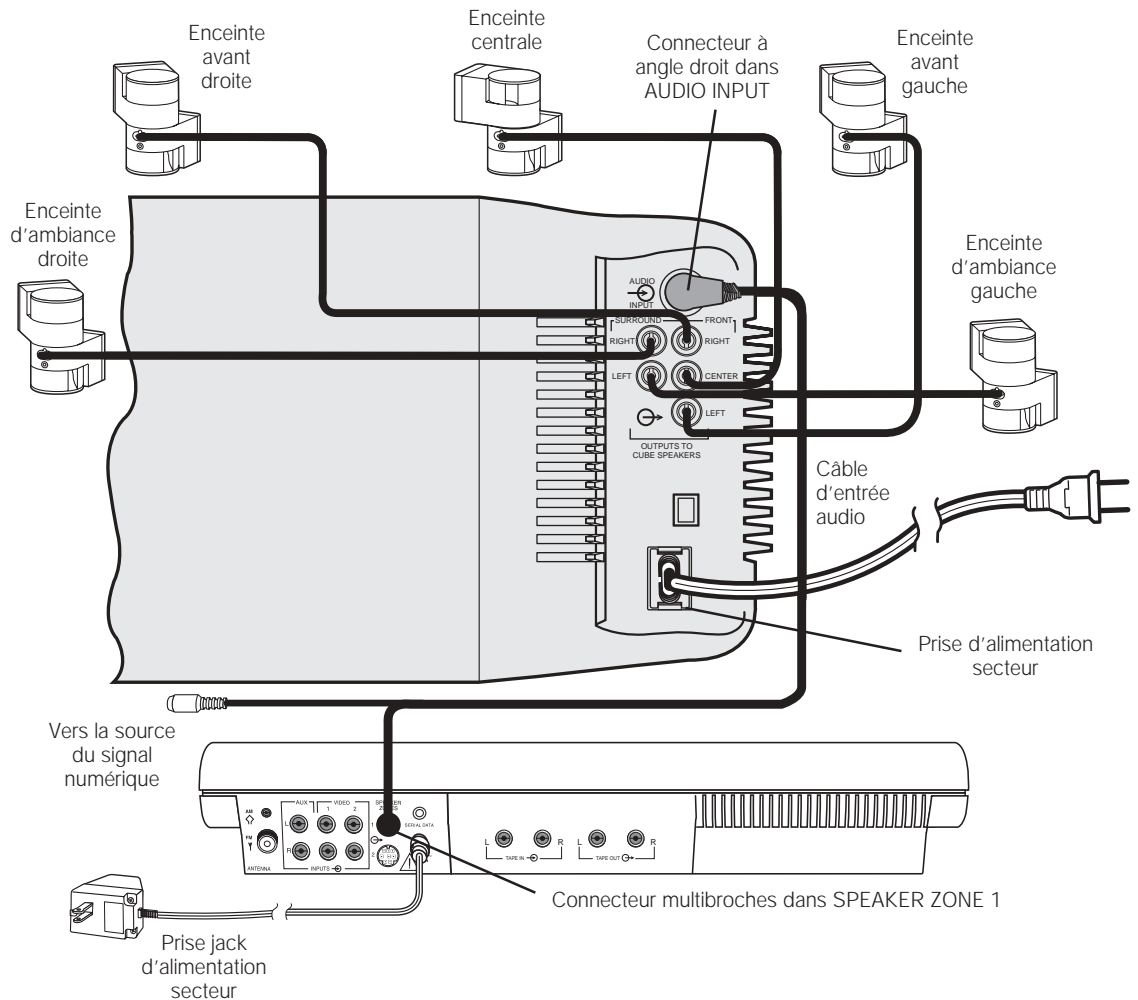 Enceinte
avant
droite
Enceinte
centrale
Connecteur à
angle droit dans
AUDIO INPUT
Enceinte
avant
gauche
Enceinte
d'ambiance
droite
Enceinte
d'ambiance
gauche
AUDIO
INPUT
SURROUND
FRONT
RIGHT
RIGHT
LEFT
CENTER
LEFT
OUTPUTS TO
CUBE SPEAKERS
Câble
d'entrée
audio
Prise d'alimentation
secteur
Vers la source
du signal
numérique
AM
FM
ANTENNA
AUX
VIDEO
1 2
L
R
INPUTS
SPEAKER
ZONES
1
2
SERIAL DATA
L R
TAPE IN
L R
TAPE OUT
Connecteur multibroches dans SPEAKER ZONE 1
Prise jack
d'alimentation
secteur